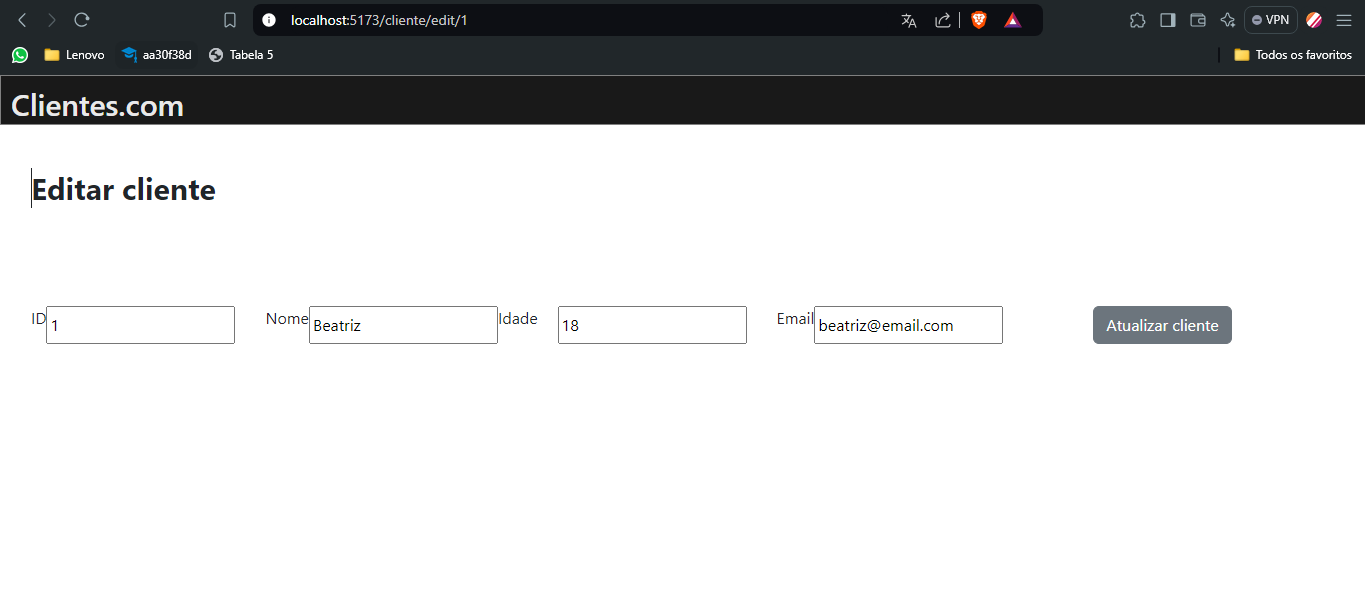 localhost:5173/cliente/edit/1
VPN
Lenovo
aa30f38d
Tabela 5
Todos os favoritos
Clientes.com
Editar cliente
ID 1 Nome Beatriz Idade 18 Email beatriz@email.com Atualizar cliente